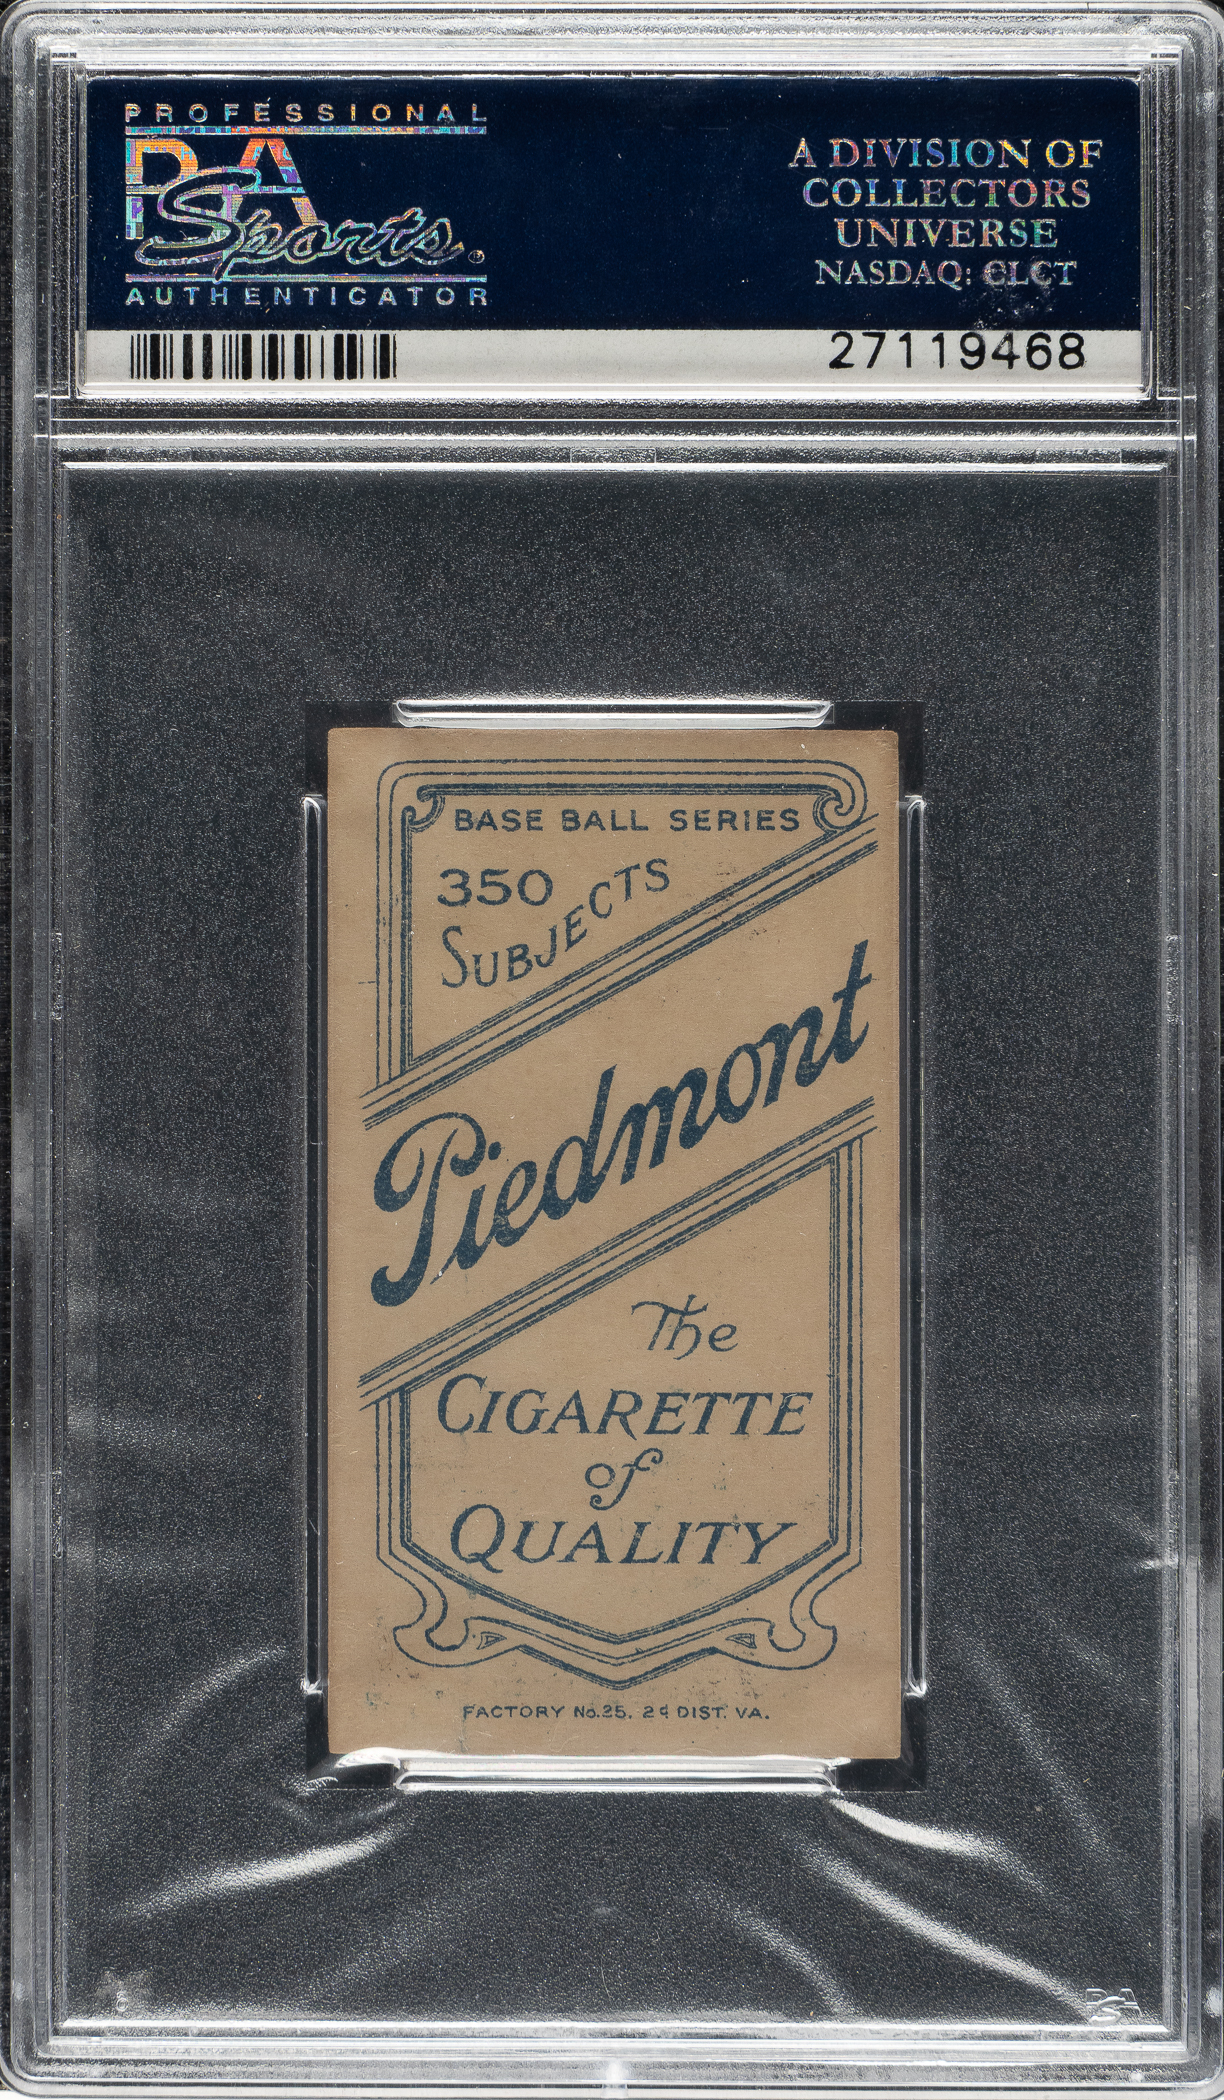 PROFESSIONAL
PSA
Sports
AUTHENTICATOR
A DIVISION OF
COLLECTORS
UNIVERSE
NASDAQ: CLCT
27119468
BASE BALL SERIES
350
SUBJECTS
Piedmont
The
CIGARETTE
of
QUALITY
FACTORY No.25. 2d DIST. VA.
PSA